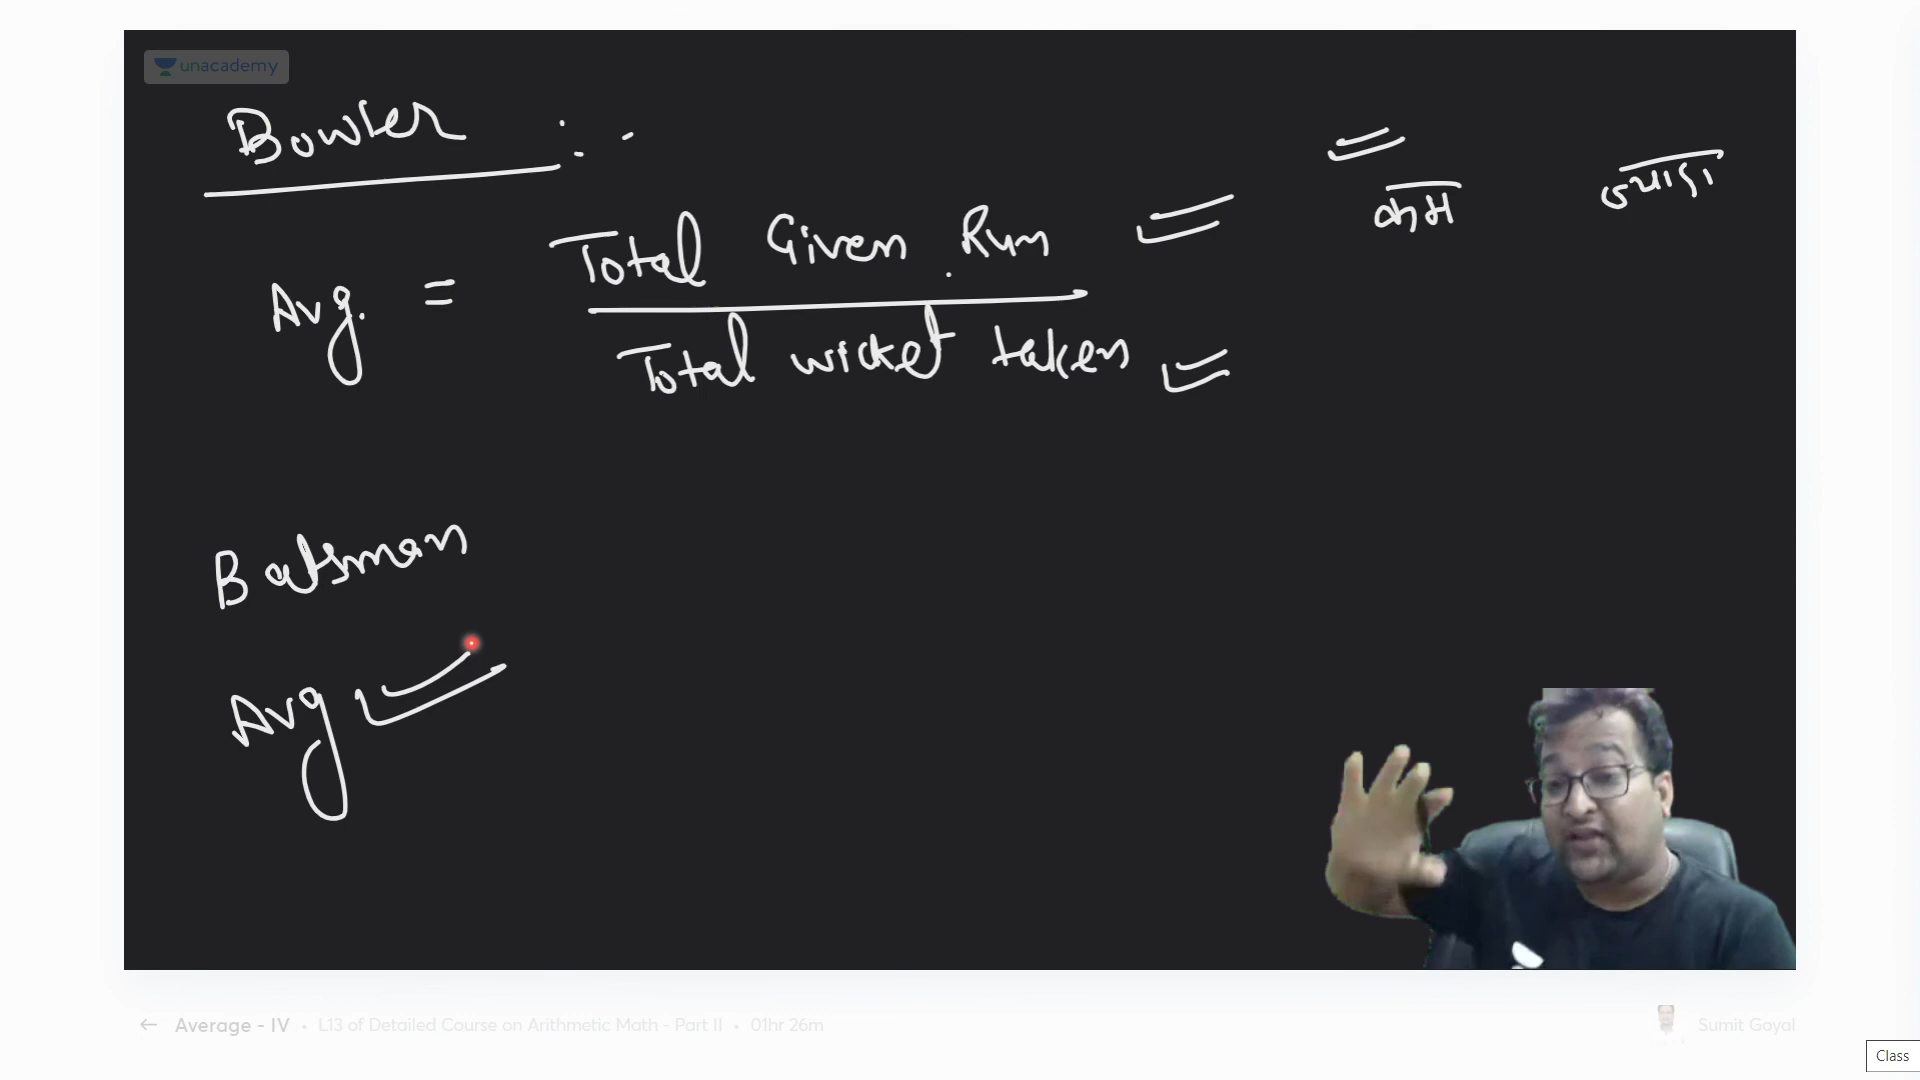 unacademy
Bowler :-
कम ज्यादा
Avg. = Total Given Run
Total wicket taken
Batsman
Avg
← Average - IV • L13 of Detailed Course on Arithmetic Math - Part II • 01hr 26m
Sumit Goyal
Class